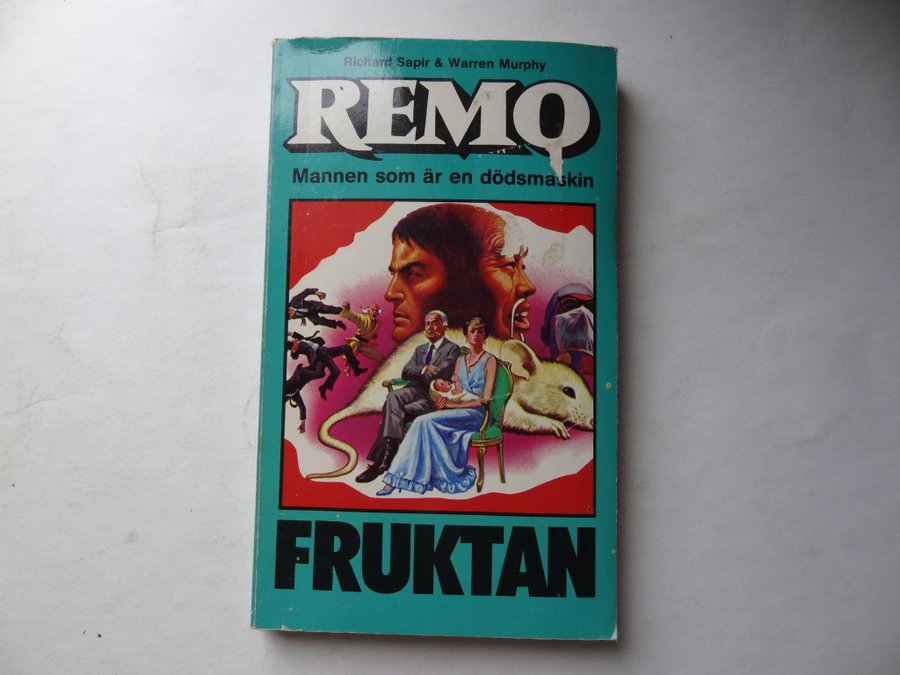 Richard Sapir & Warren Murphy
REMO
Mannen som är en dödsmaskin
FRUKTAN